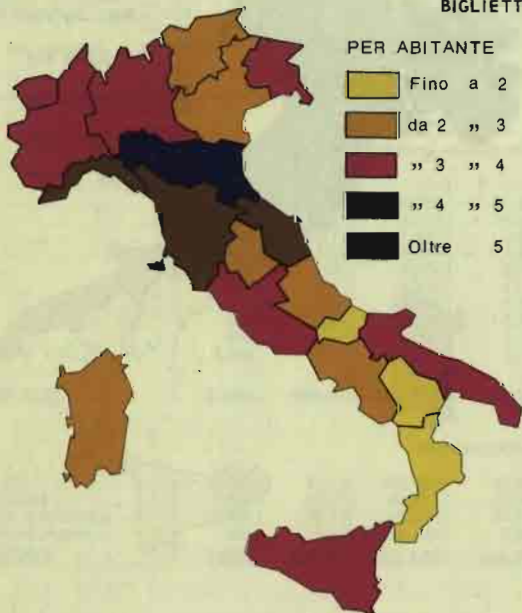 BIGLIETT
PER ABITANTE
Fino a 2
da 2 „ 3
„ 3 „ 4
„ 4 „ 5
Oltre 5